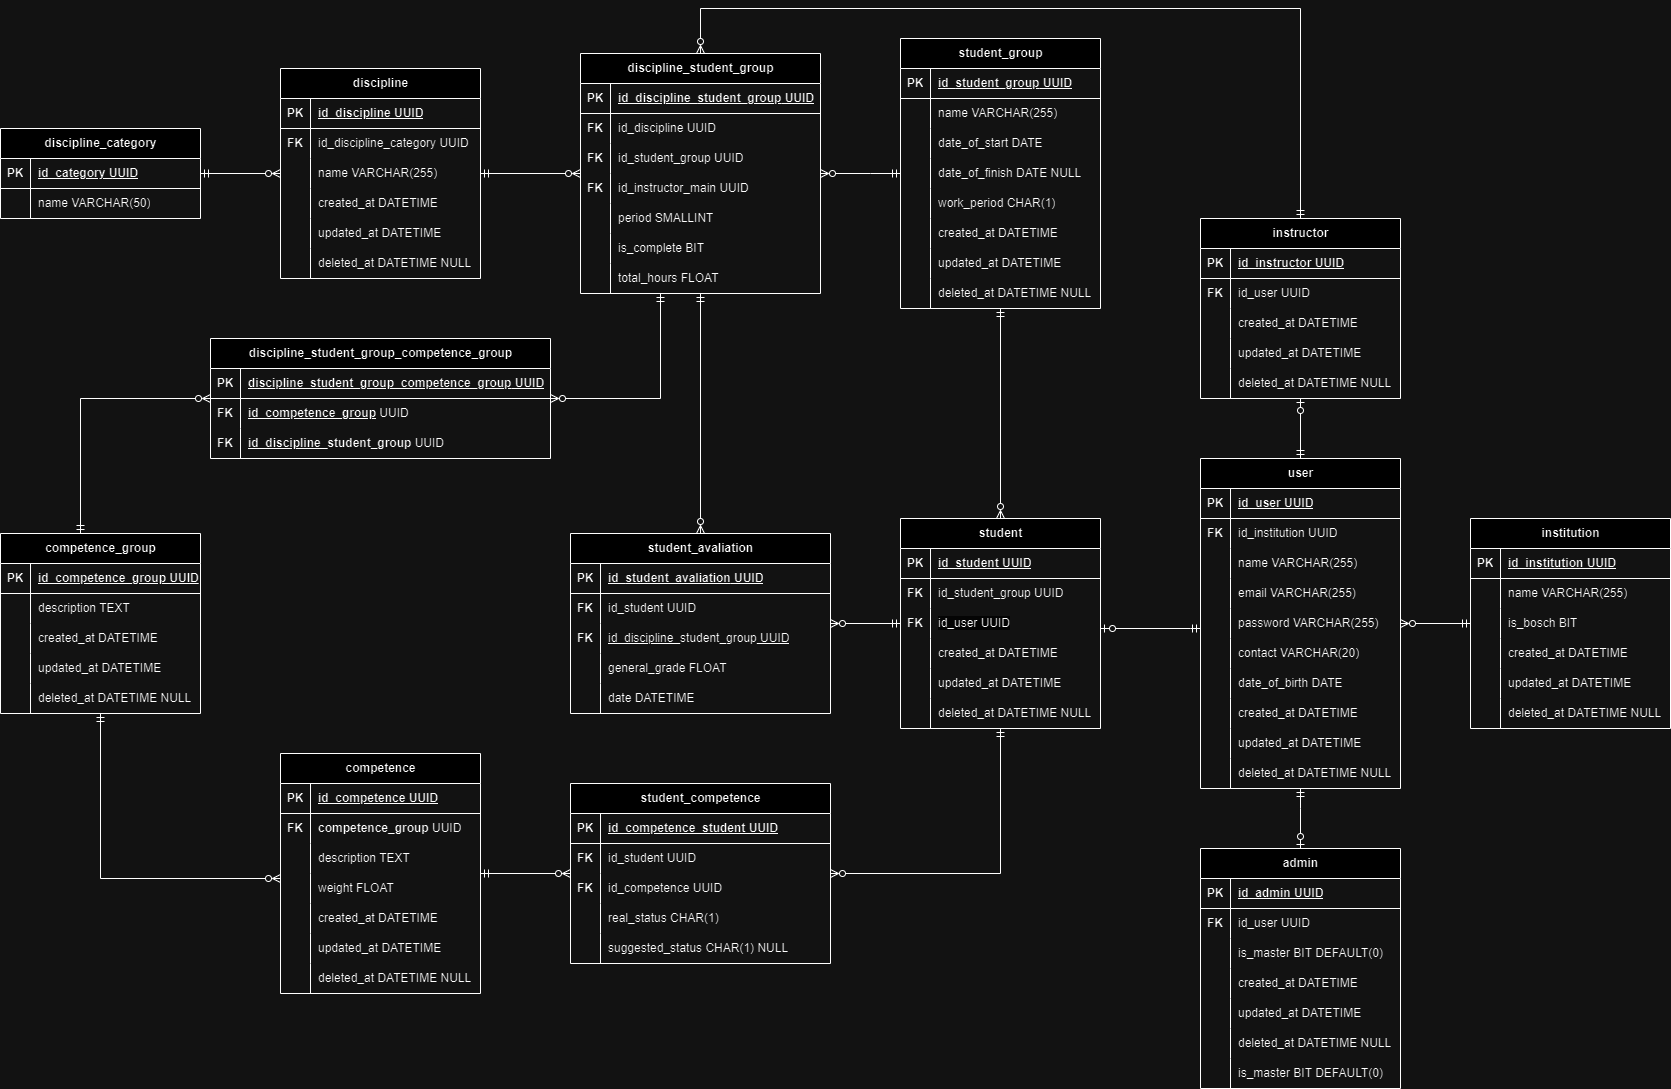 discipline_category
PK id_category UUID
name VARCHAR(50)
discipline
PK id_discipline UUID
FK id_discipline_category UUID
name VARCHAR(255)
created_at DATETIME
updated_at DATETIME
deleted_at DATETIME NULL
discipline_student_group
PK id_discipline_student_group UUID
FK id_discipline UUID
FK id_student_group UUID
FK id_instructor_main UUID
period SMALLINT
is_complete BIT
total_hours FLOAT
student_group
PK id_student_group UUID
name VARCHAR(255)
date_of_start DATE
date_of_finish DATE NULL
work_period CHAR(1)
created_at DATETIME
updated_at DATETIME
deleted_at DATETIME NULL
instructor
PK id_instructor UUID
FK id_user UUID
created_at DATETIME
updated_at DATETIME
deleted_at DATETIME NULL
discipline_student_group_competence_group
PK discipline_student_group_competence_group UUID
FK id_competence_group UUID
FK id_discipline_student_group UUID
competence_group
PK id_competence_group UUID
description TEXT
created_at DATETIME
updated_at DATETIME
deleted_at DATETIME NULL
student_avaliation
PK id_student_avaliation UUID
FK id_student UUID
FK id_discipline_student_group UUID
general_grade FLOAT
date DATETIME
student
PK id_student UUID
FK id_student_group UUID
FK id_user UUID
created_at DATETIME
updated_at DATETIME
deleted_at DATETIME NULL
user
PK id_user UUID
FK id_institution UUID
name VARCHAR(255)
email VARCHAR(255)
password VARCHAR(255)
contact VARCHAR(20)
date_of_birth DATE
created_at DATETIME
updated_at DATETIME
deleted_at DATETIME NULL
institution
PK id_institution UUID
name VARCHAR(255)
is_bosch BIT
created_at DATETIME
updated_at DATETIME
deleted_at DATETIME NULL
competence
PK id_competence UUID
FK competence_group UUID
description TEXT
weight FLOAT
created_at DATETIME
updated_at DATETIME
deleted_at DATETIME NULL
student_competence
PK id_competence_student UUID
FK id_student UUID
FK id_competence UUID
real_status CHAR(1)
suggested_status CHAR(1) NULL
admin
PK id_admin UUID
FK id_user UUID
is_master BIT DEFAULT(0)
created_at DATETIME
updated_at DATETIME
deleted_at DATETIME NULL
is_master BIT DEFAULT(0)